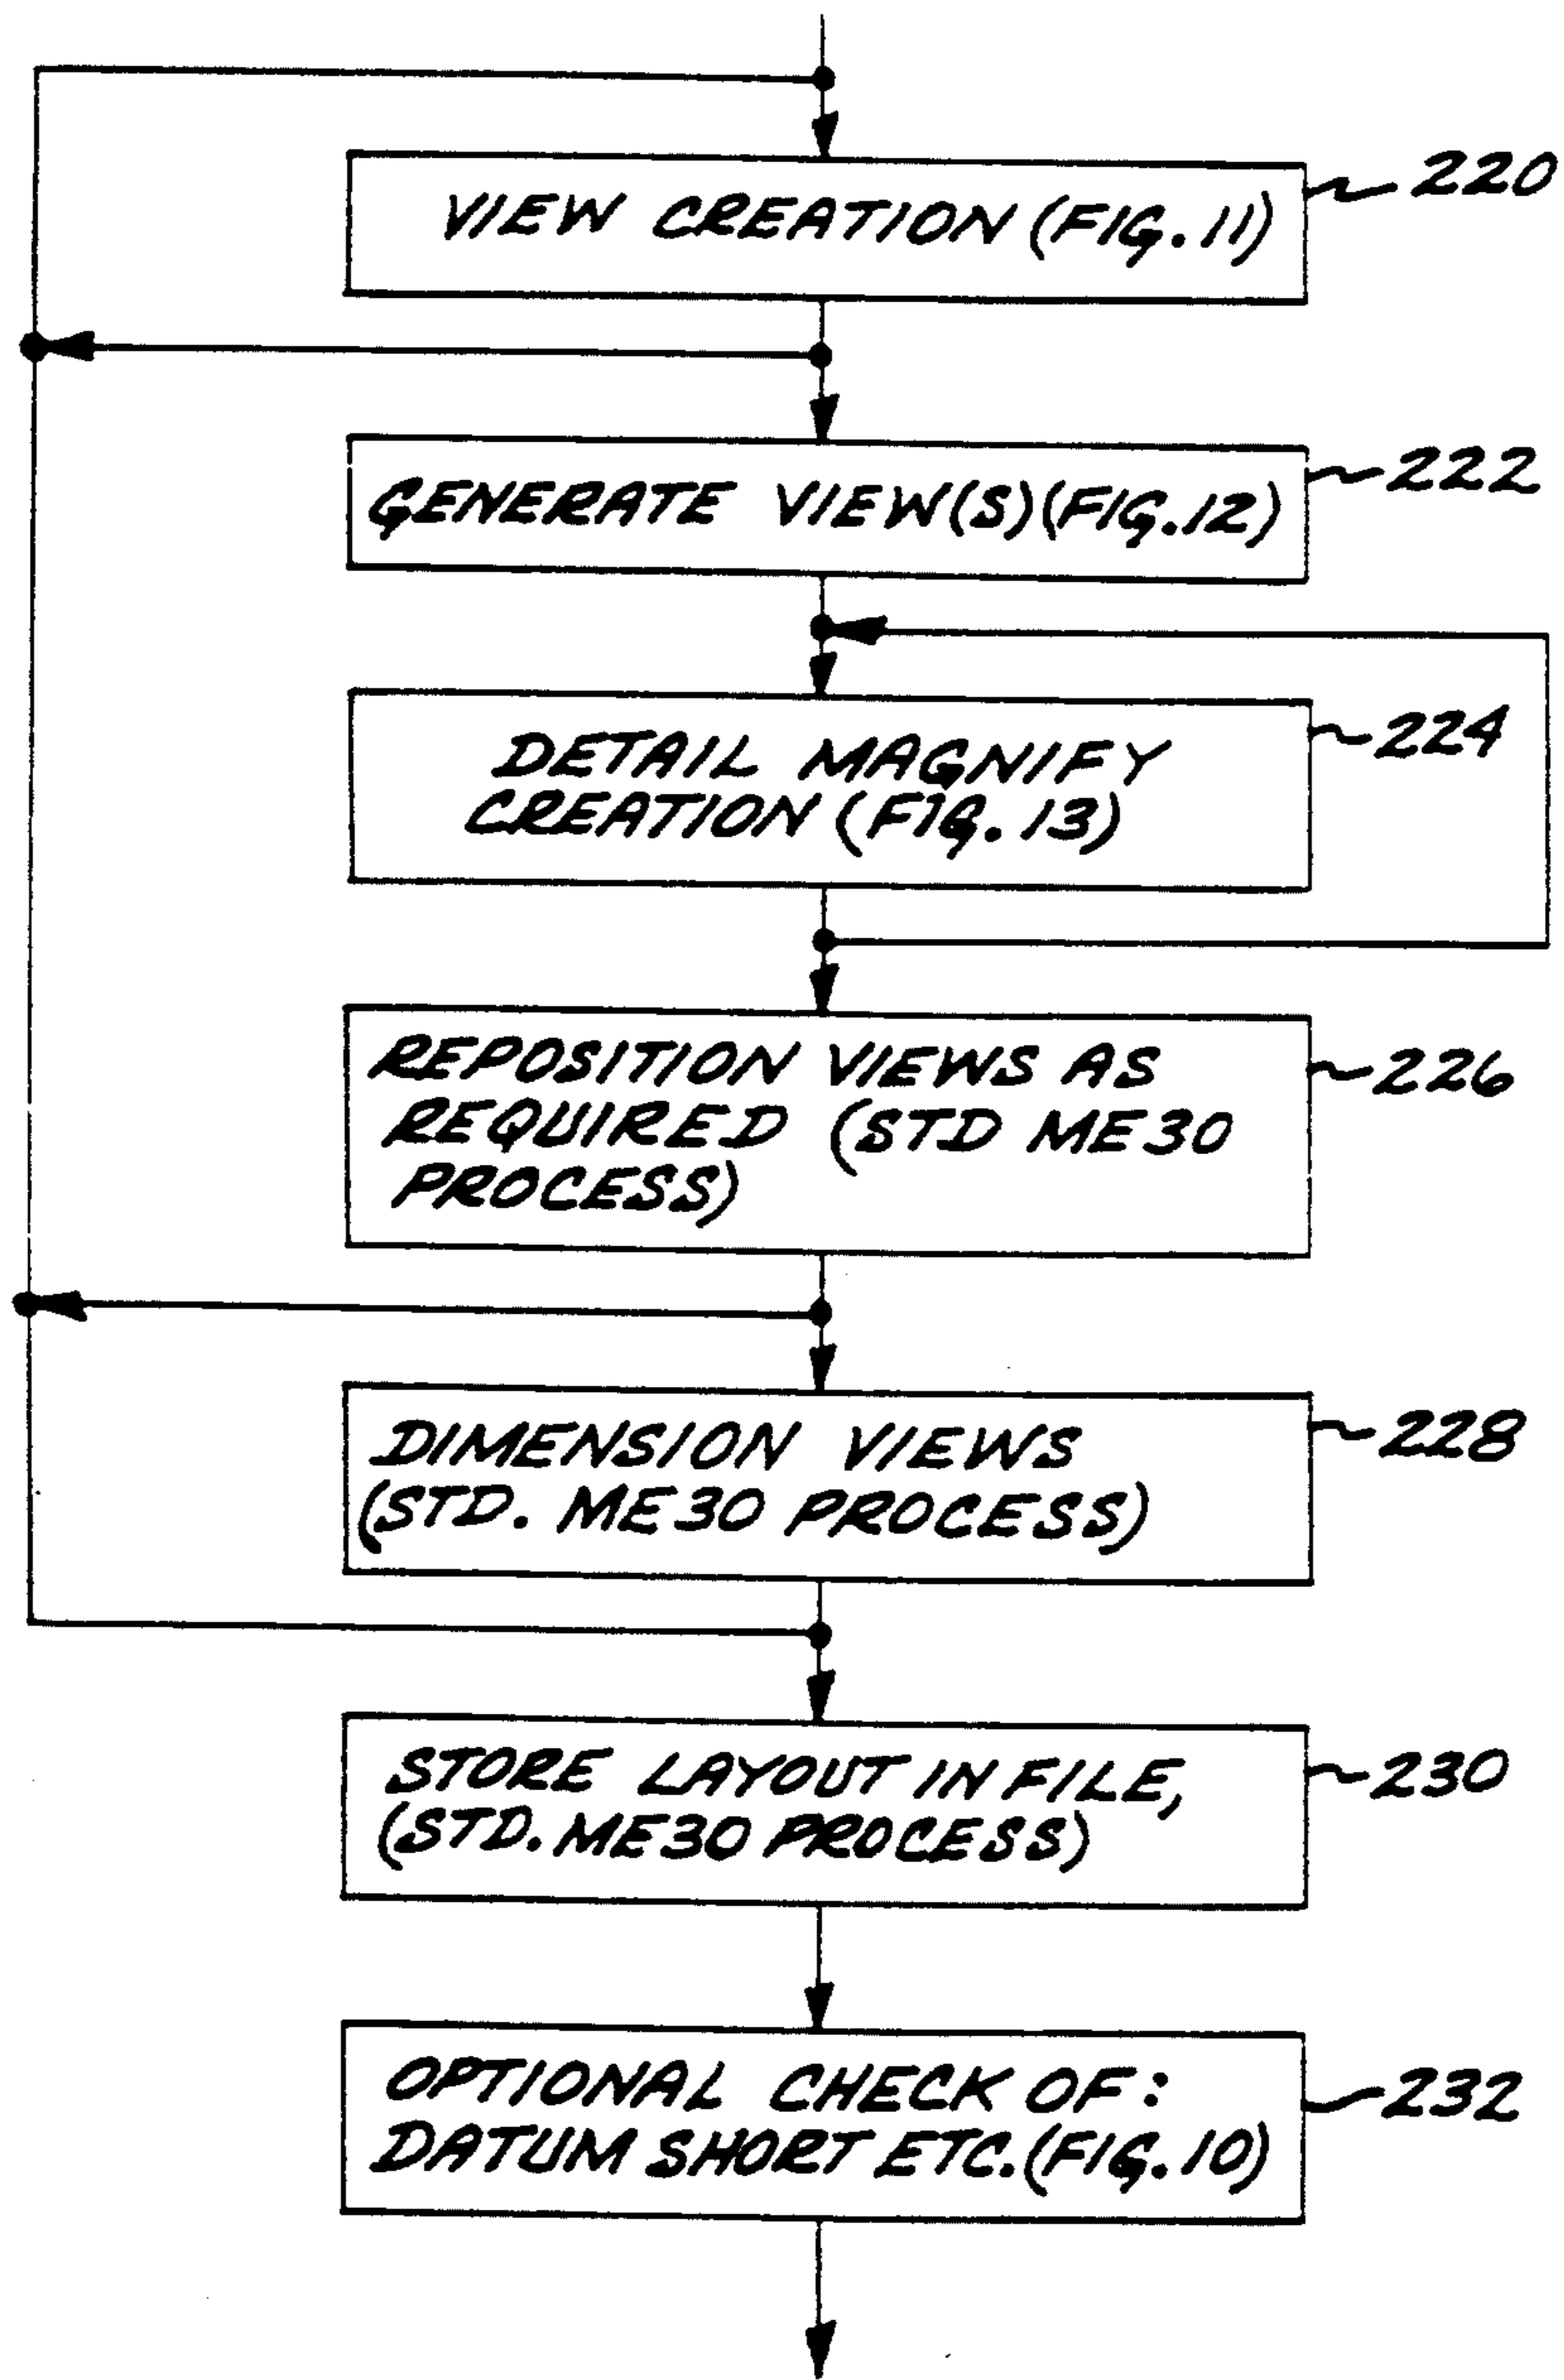 VIEW CREATION (FIG. 11)
220
GENERATE VIEW(S)(FIG.12)
222
DETAIL MAGNIFY
CREATION (FIG. 13)
224
REPOSITION VIEWS AS
REQUIRED (STD ME30
PROCESS)
226
DIMENSION VIEWS
(STD. ME30 PROCESS)
228
STORE LAYOUT IN FILE,
(STD. ME30 PROCESS)
230
OPTIONAL CHECK OF:
DATUM SHORT ETC.(FIG. 10)
232